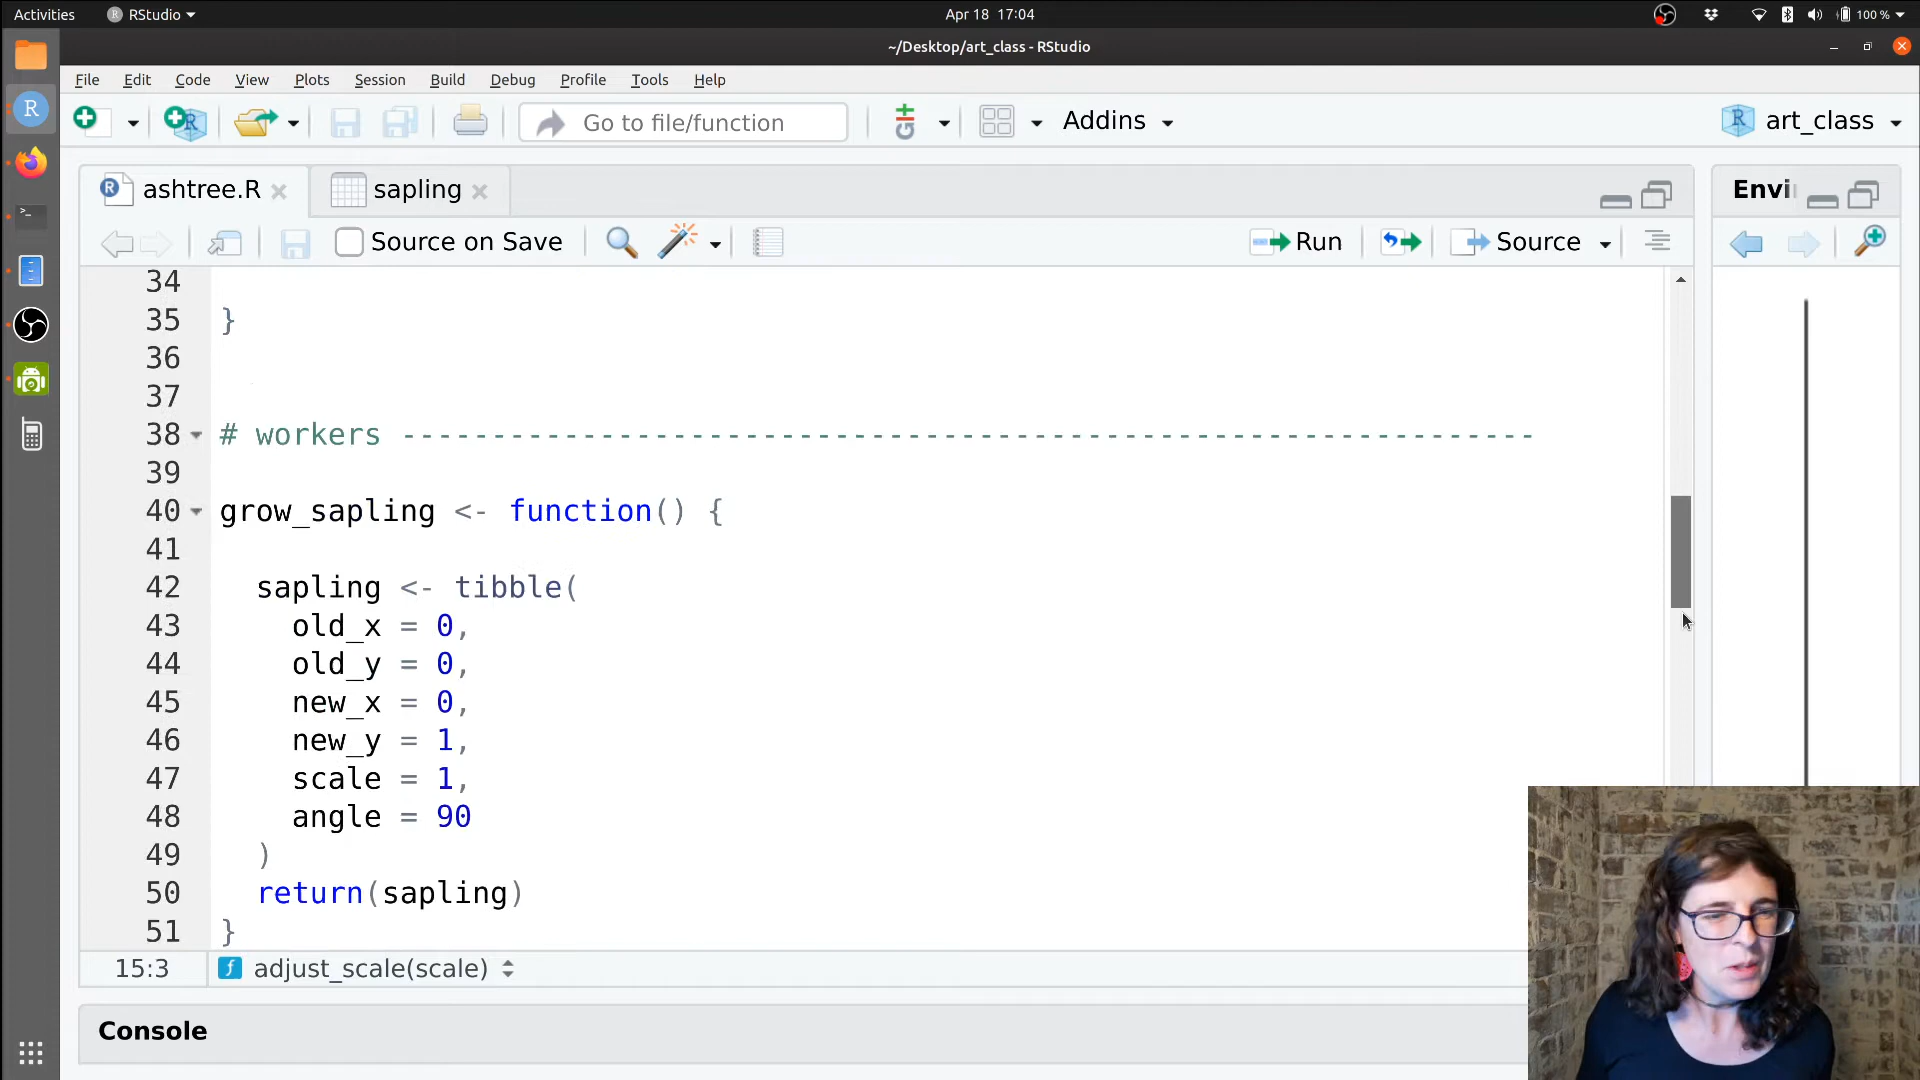 Activities RStudio Apr 18 17:04 100 %
~/Desktop/art_class - RStudio
File Edit Code View Plots Session Build Debug Profile Tools Help
Go to file/function Addins art_class
ashtree.R sapling Envi
Source on Save Run Source
34
35 }
36
37
38 # workers ---------------------------------------------------------------
39
40 grow_sapling <- function() {
41
42 sapling <- tibble(
43 old_x = 0,
44 old_y = 0,
45 new_x = 0,
46 new_y = 1,
47 scale = 1,
48 angle = 90
49 )
50 return(sapling)
51 }
15:3 adjust_scale(scale)
Console